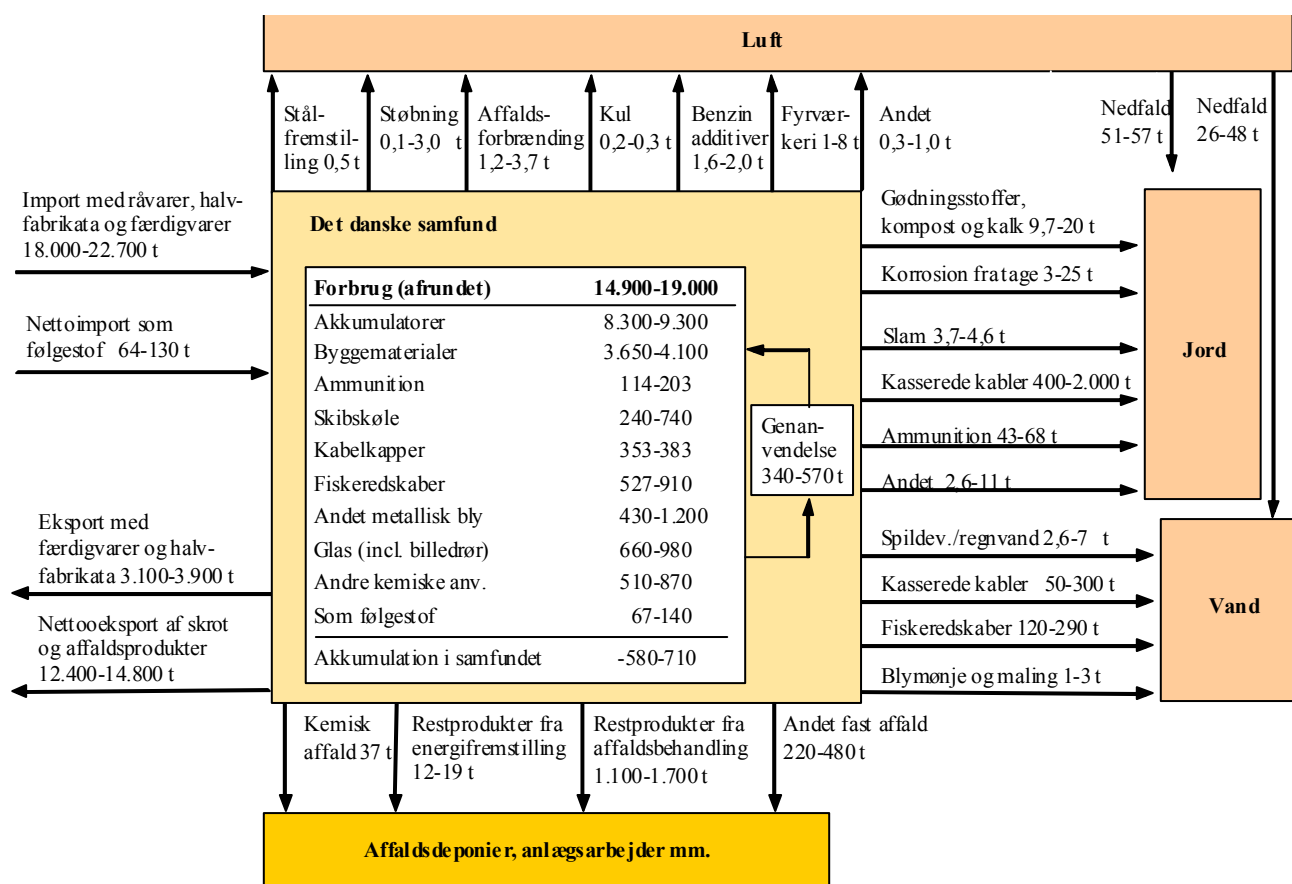 Luft
Stål-
fremstil-
ling 0,5 t
Støbning
0,1-3,0 t
Affalds-
forbrænding
1,2-3,7 t
Kul
0,2-0,3 t
Benzin
additiver
1,6-2,0 t
Fyrvær-
keri 1-8 t
Andet
0,3-1,0 t
Nedfald
51-57 t
Nedfald
26-48 t
Import med råvarer, halv-
fabrikata og færdigvarer
18.000-22.700 t
Nettoimport som
følgestof 64-130 t
Eksport med
færdigvarer og halv-
fabrikata 3.100-3.900 t
Nettooeksport af skrot
og affaldsprodukter
12.400-14.800 t
Det danske samfund
Forbrug (afrundet) 14.900-19.000
Akkumulatorer 8.300-9.300
Byggematerialer 3.650-4.100
Ammunition 114-203
Skibskøle 240-740
Kabelkapper 353-383
Fiskeredskaber 527-910
Andet metallisk bly 430-1.200
Glas (incl. billedrør) 660-980
Andre kemiske anv. 510-870
Som følgestof 67-140
Akkumulation i samfundet -580-710
Genan-
vendelse
340-570 t
Gødningsstoffer,
kompost og kalk 9,7-20 t
Korrosion fra tage 3-25 t
Slam 3,7-4,6 t
Kasserede kabler 400-2.000 t
Ammunition 43-68 t
Andet 2,6-11 t
Jord
Spildev./regnvand 2,6-7 t
Kasserede kabler 50-300 t
Fiskeredskaber 120-290 t
Blymønje og maling 1-3 t
Vand
Kemisk
affald 37 t
Restprodukter fra
energifremstilling
12-19 t
Restprodukter fra
affaldsbehandling
1.100-1.700 t
Andet fast affald
220-480 t
Affaldsdeponier, anlægsarbejder mm.